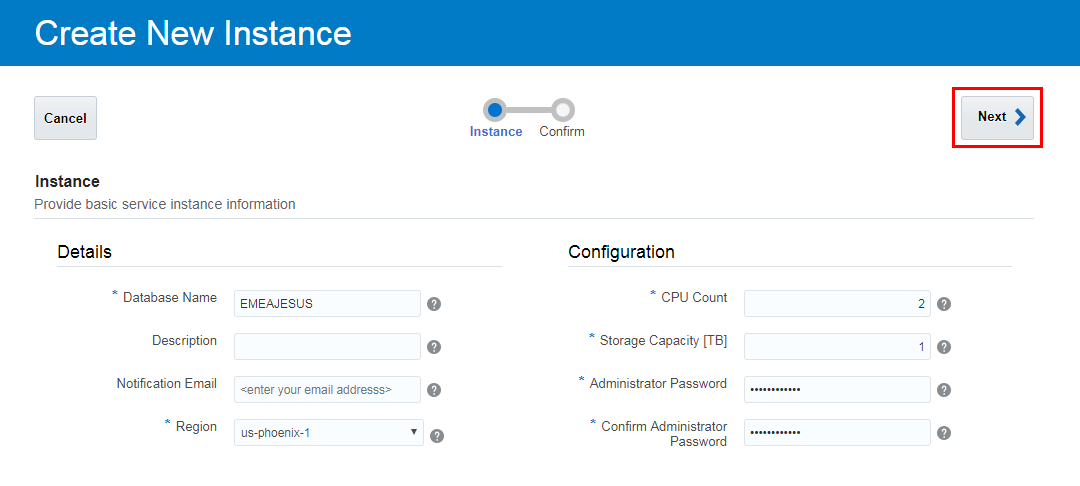 Create New Instance
Cancel
Instance
Confirm
Next
Instance
Provide basic service instance information
Details
Configuration
* Database Name
EMEAJESUS
?
* CPU Count
2
?
Description
?
* Storage Capacity [TB]
1
?
Notification Email
<enter your email addresss>
?
* Administrator Password
••••••••••••
?
* Region
us-phoenix-1
?
* Confirm Administrator
Password
••••••••••••
?